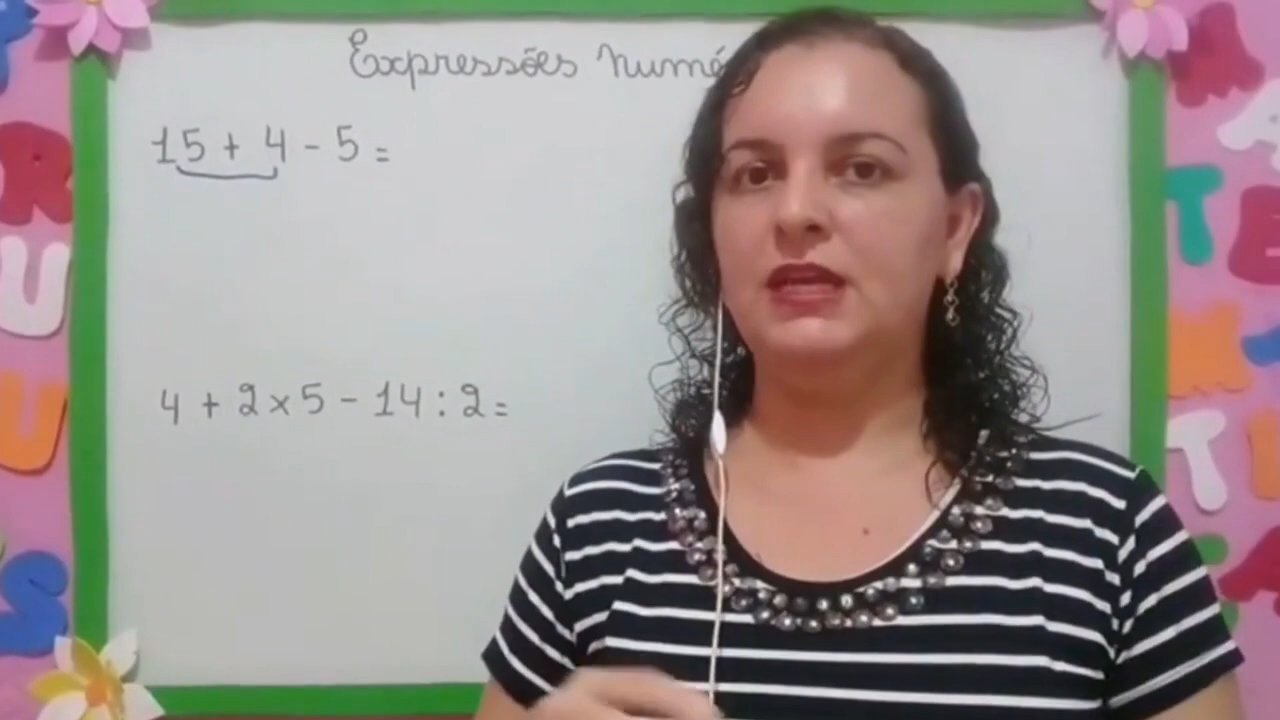 Expressões Numé
15 + 4 - 5 =
4 + 2 x 5 - 14 : 2 =
R
U
U
S
A
T
E
M
T
I
A